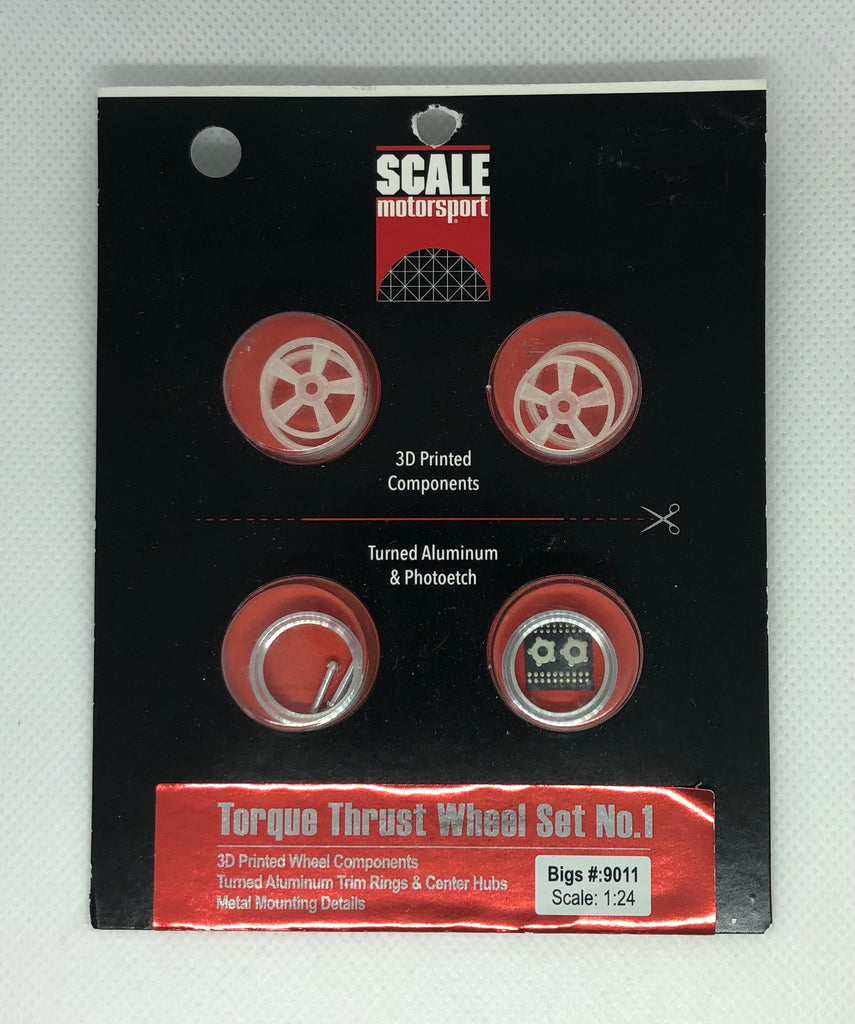 SCALE
motorsport
3D Printed
Components
Turned Aluminum
& Photoetch
Torque Thrust Wheel Set No.1
3D Printed Wheel Components
Turned Aluminum Trim Rings & Center Hubs
Metal Mounting Details
Bigs #:9011
Scale: 1:24